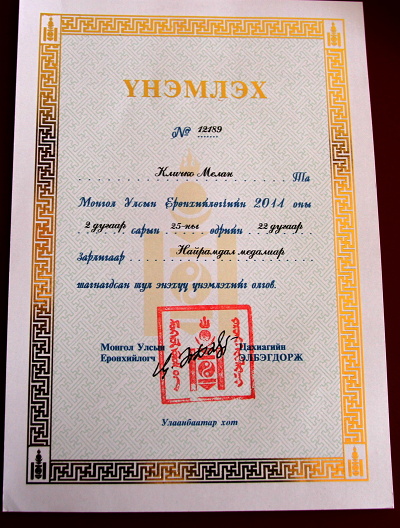 ҮНЭМЛЭХ
№ 12189
Кличко Мелан Та
Монгол Улсын Ерөнхийлөгчийн 2011 оны
2 дугаар сарын 25-ны өдрийн 22 дугаар
Зарлигаар Найрамдал медалиар
шагнагдсан тул энэхүү үнэмлэхийг олгов.
Монгол Улсын Цахиагийн
Ерөнхийлөгч ЭЛБЭГДОРЖ
Улаанбаатар хот